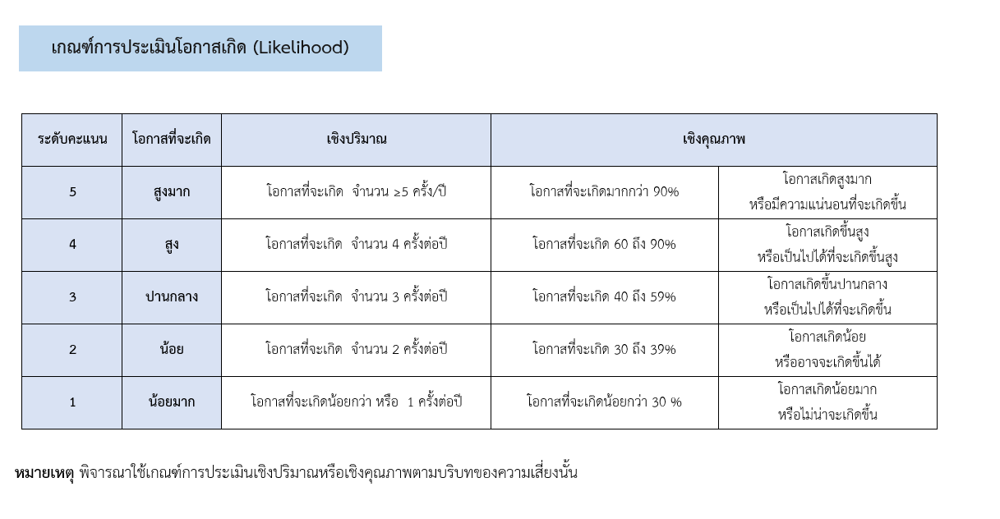 เกณฑ์การประเมินโอกาสเกิด (Likelihood)
ระดับคะแนน โอกาสที่จะเกิด เชิงปริมาณ เชิงคุณภาพ
5 สูงมาก โอกาสที่จะเกิด จำนวน ≥5 ครั้ง/ปี โอกาสที่จะเกิดมากกว่า 90% โอกาสเกิดสูงมาก
หรือมีความแน่นอนที่จะเกิดขึ้น
4 สูง โอกาสที่จะเกิด จำนวน 4 ครั้งต่อปี โอกาสที่จะเกิด 60 ถึง 90% โอกาสเกิดขึ้นสูง
หรือเป็นไปได้ที่จะเกิดขึ้นสูง
3 ปานกลาง โอกาสที่จะเกิด จำนวน 3 ครั้งต่อปี โอกาสที่จะเกิด 40 ถึง 59% โอกาสเกิดขึ้นปานกลาง
หรือเป็นไปได้ที่จะเกิดขึ้น
2 น้อย โอกาสที่จะเกิด จำนวน 2 ครั้งต่อปี โอกาสที่จะเกิด 30 ถึง 39% โอกาสเกิดน้อย
หรืออาจจะเกิดขึ้นได้
1 น้อยมาก โอกาสที่จะเกิดน้อยกว่า หรือ 1 ครั้งต่อปี โอกาสที่จะเกิดน้อยกว่า 30 % โอกาสเกิดน้อยมาก
หรือไม่น่าจะเกิดขึ้น
หมายเหตุ พิจารณาใช้เกณฑ์การประเมินเชิงปริมาณหรือเชิงคุณภาพตามบริบทของความเสี่ยงนั้น